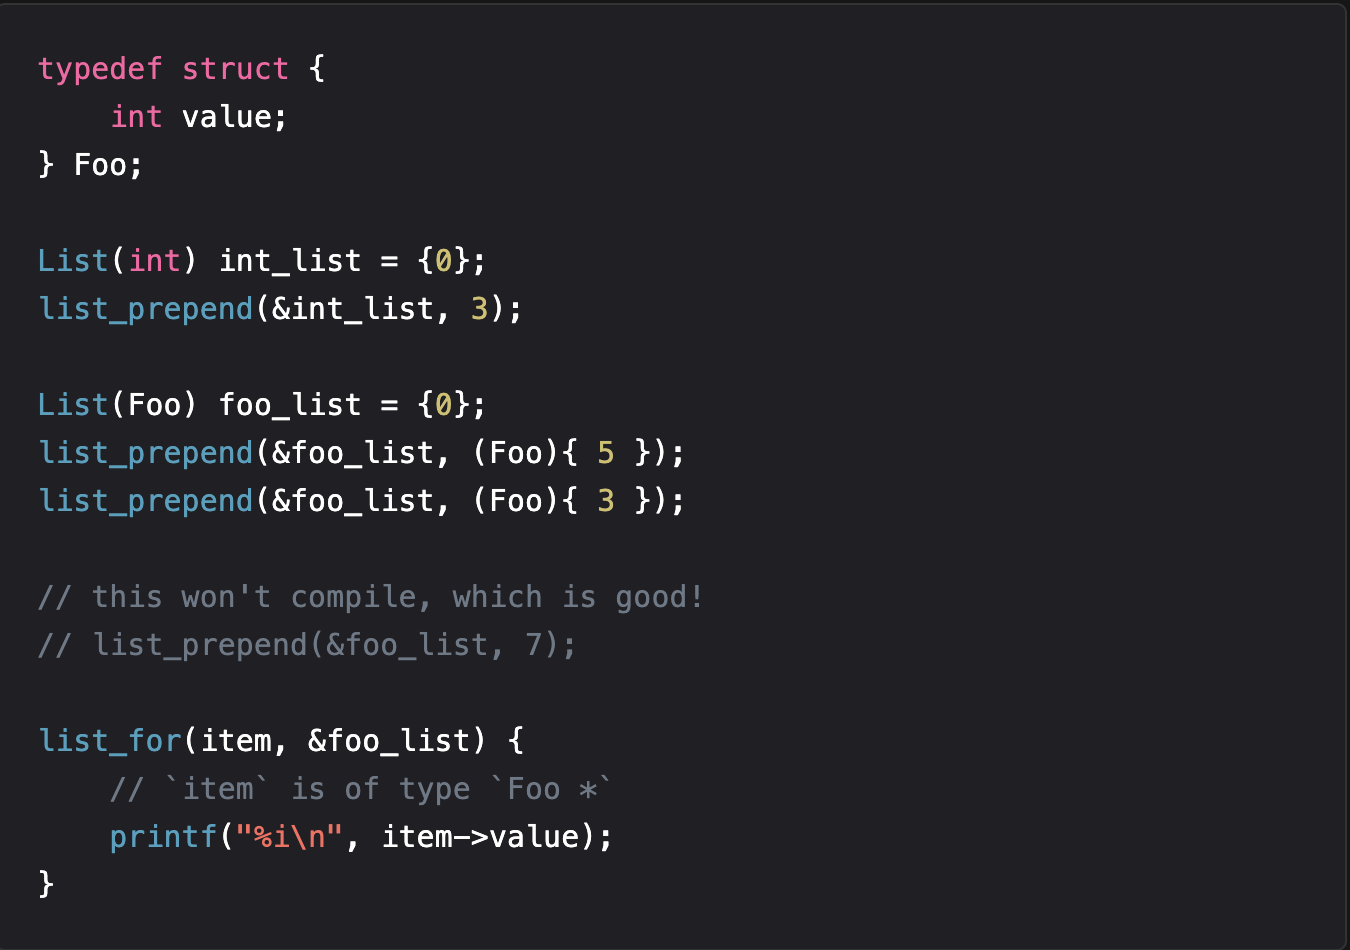 typedef struct {
    int value;
} Foo;

List(int) int_list = {0};
list_prepend(&int_list, 3);

List(Foo) foo_list = {0};
list_prepend(&foo_list, (Foo){ 5 });
list_prepend(&foo_list, (Foo){ 3 });

// this won't compile, which is good!
// list_prepend(&foo_list, 7);

list_for(item, &foo_list) {
    // `item` is of type `Foo *`
    printf("%i\n", item->value);
}